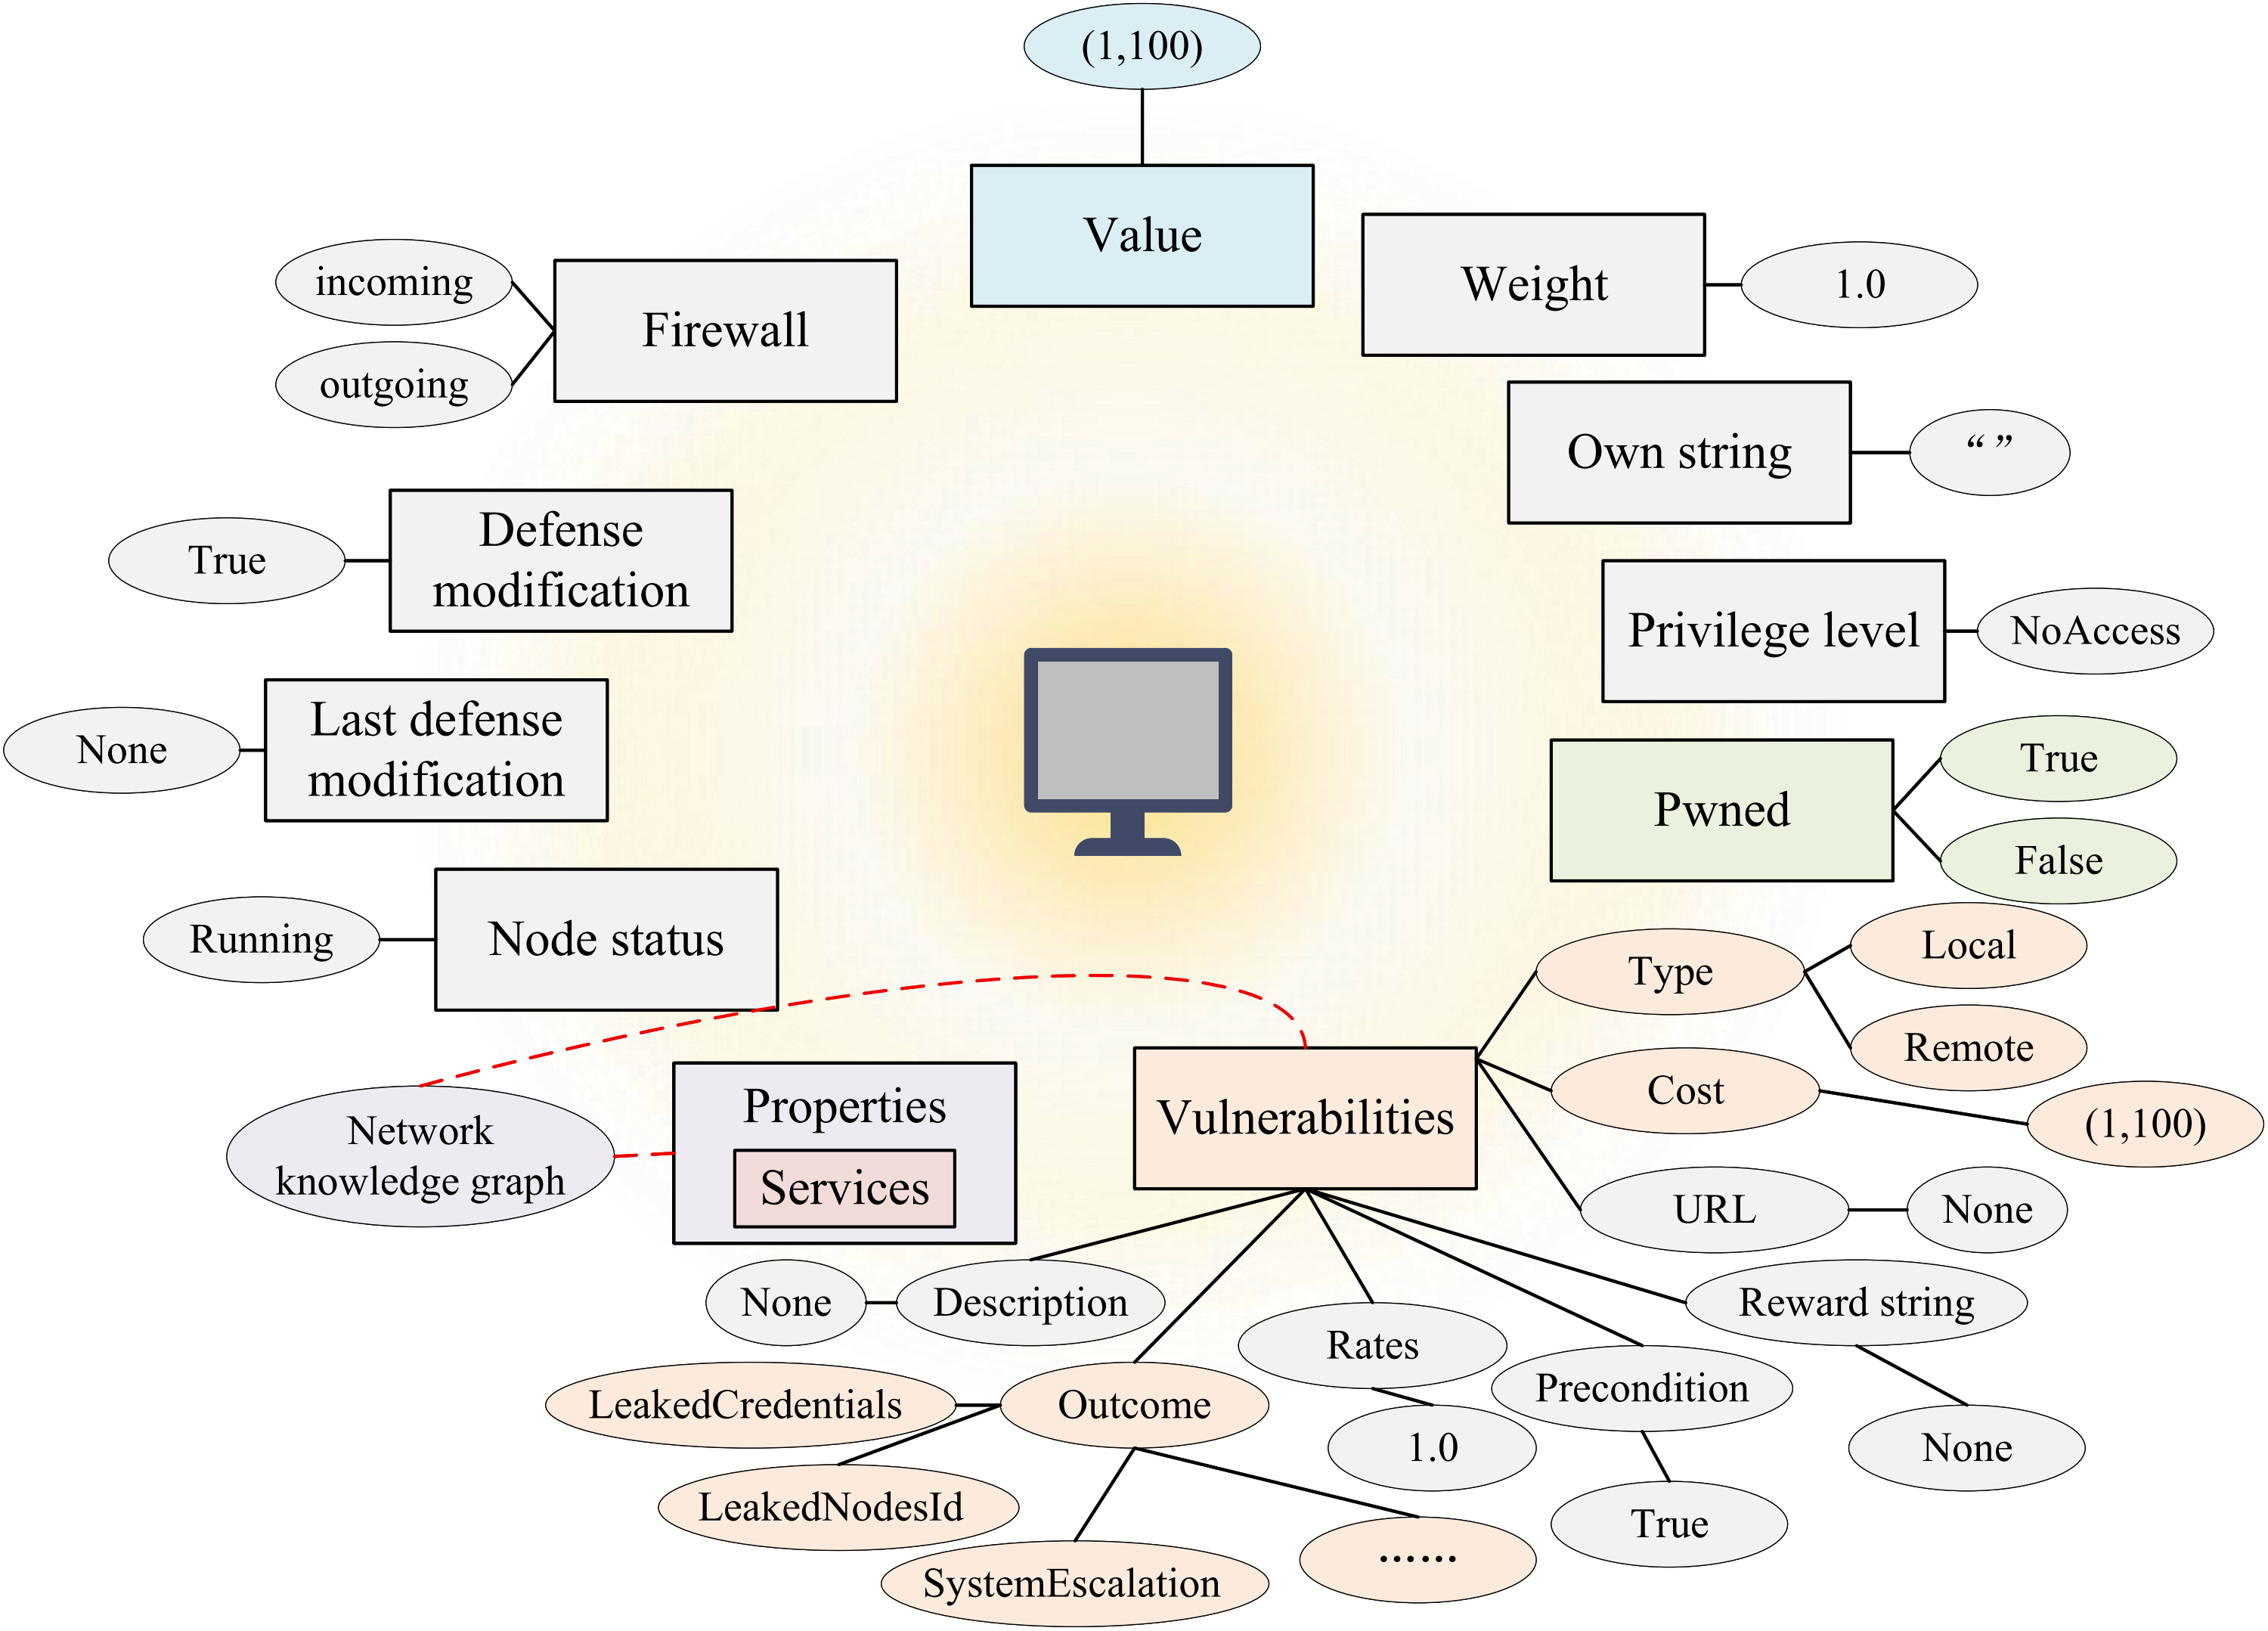 (1,100)
Value
Weight
1.0
incoming
Firewall
outgoing
Own string
“ ”
Defense
modification
True
Privilege level
NoAccess
Last defense
modification
None
Pwned
True
False
Node status
Running
Type
Local
Remote
Network
knowledge graph
Properties
Services
Vulnerabilities
Cost
(1,100)
URL
None
None
Description
Rates
1.0
Reward string
None
Precondition
True
LeakedCredentials
Outcome
LeakedNodesId
SystemEscalation
......